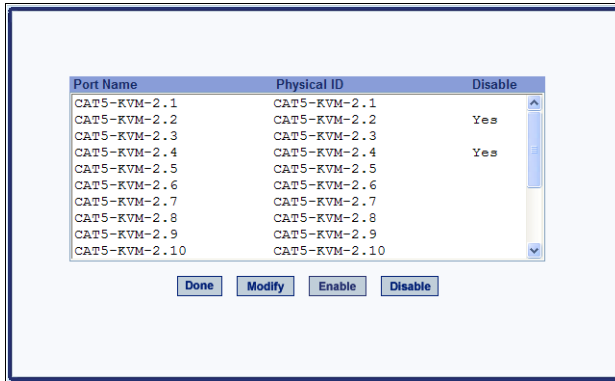 Port Name Physical ID Disable
CAT5-KVM-2.1 CAT5-KVM-2.1
CAT5-KVM-2.2 CAT5-KVM-2.2 Yes
CAT5-KVM-2.3 CAT5-KVM-2.3
CAT5-KVM-2.4 CAT5-KVM-2.4 Yes
CAT5-KVM-2.5 CAT5-KVM-2.5
CAT5-KVM-2.6 CAT5-KVM-2.6
CAT5-KVM-2.7 CAT5-KVM-2.7
CAT5-KVM-2.8 CAT5-KVM-2.8
CAT5-KVM-2.9 CAT5-KVM-2.9
CAT5-KVM-2.10 CAT5-KVM-2.10
Done Modify Enable Disable